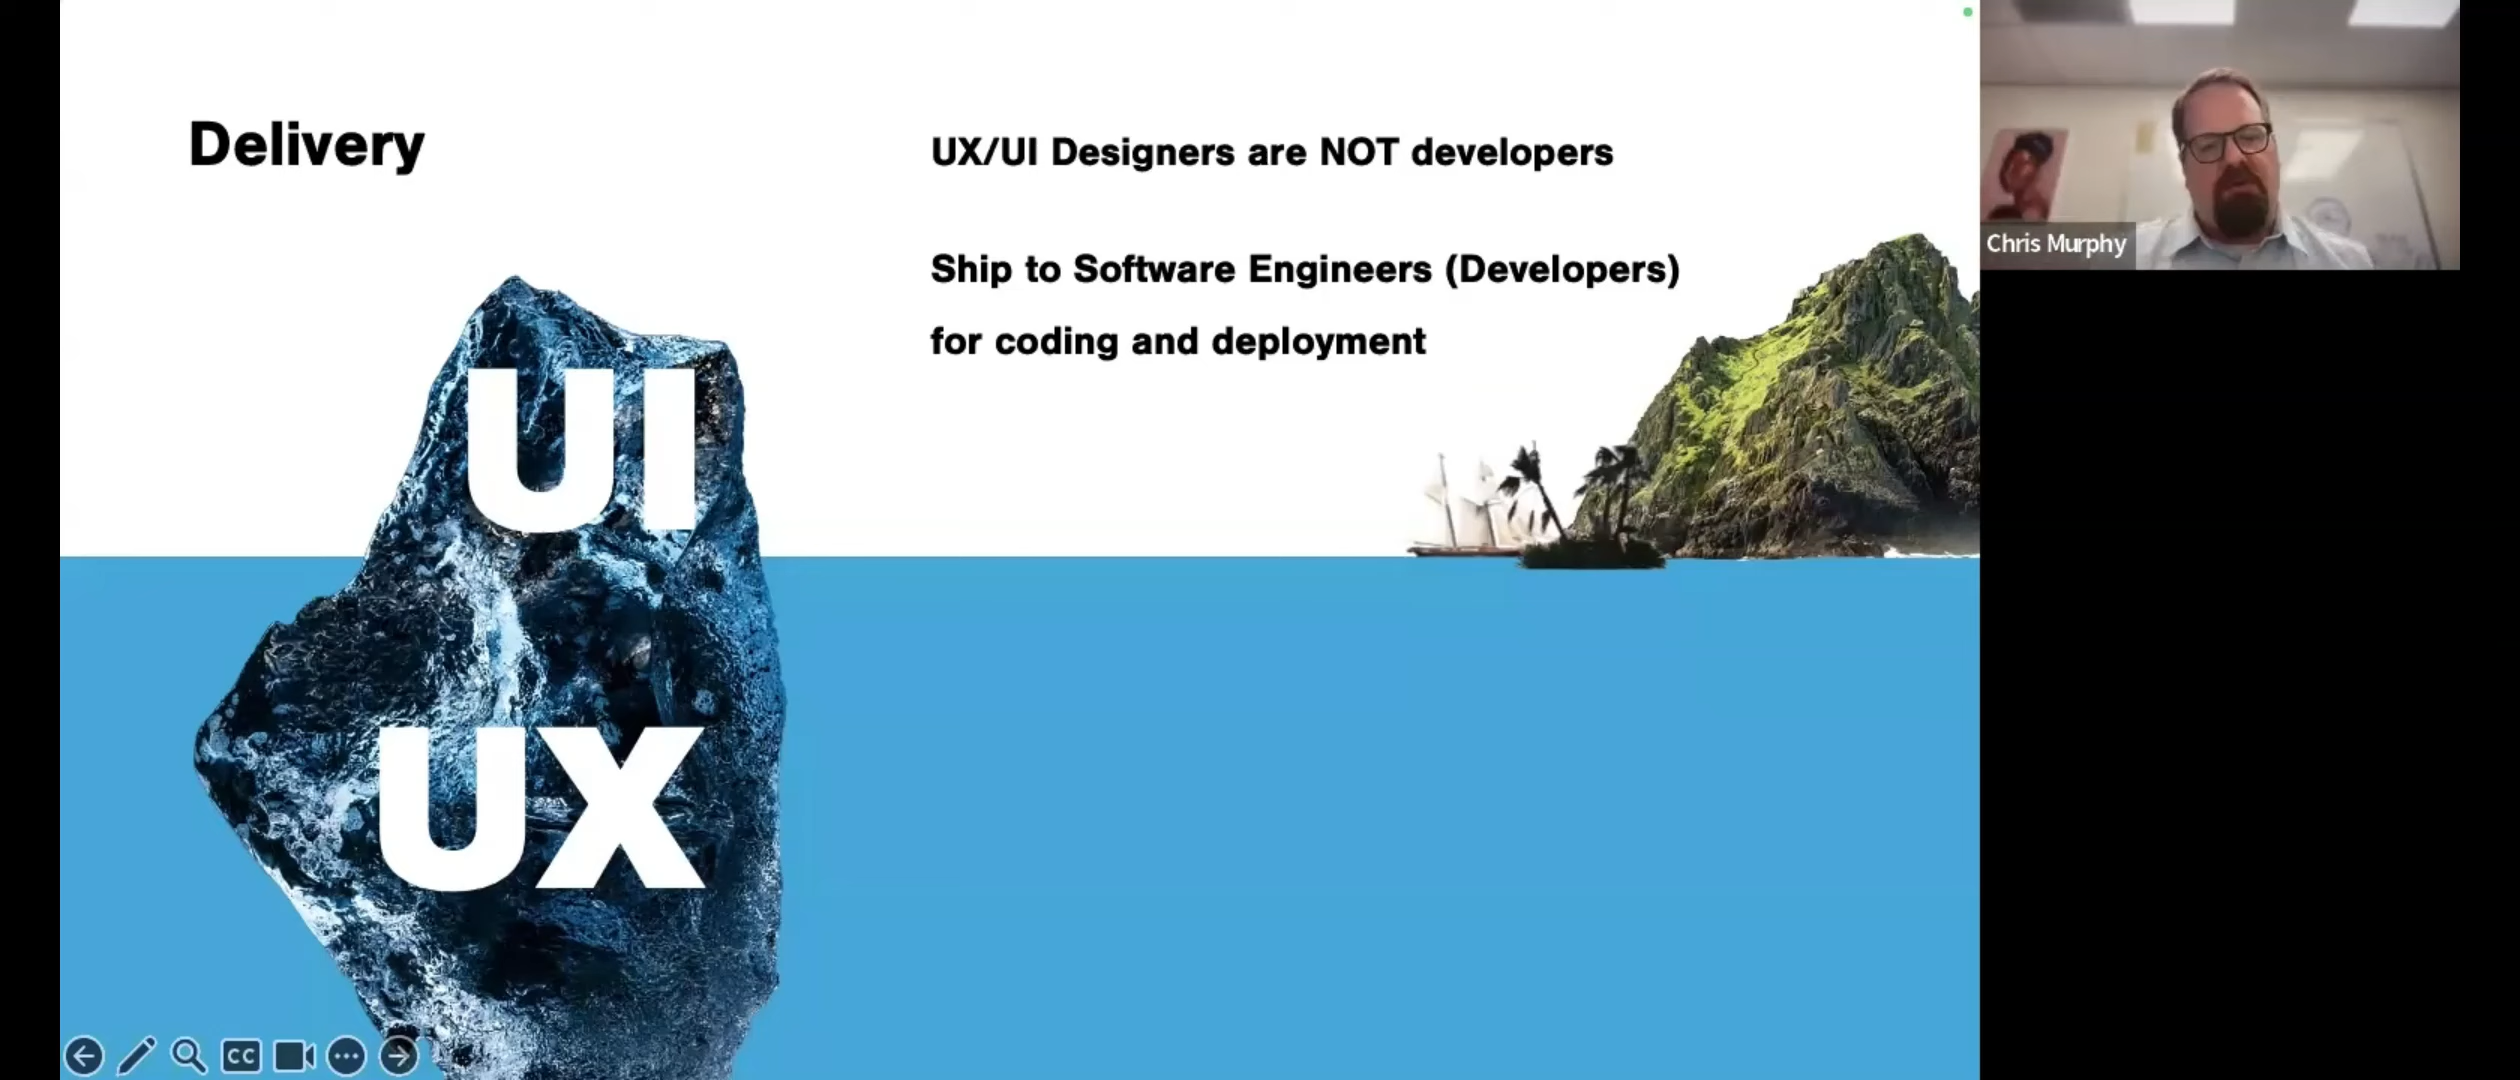 Delivery
UX/UI Designers are NOT developers
Ship to Software Engineers (Developers)
for coding and deployment
UI
UX
Chris Murphy
CC